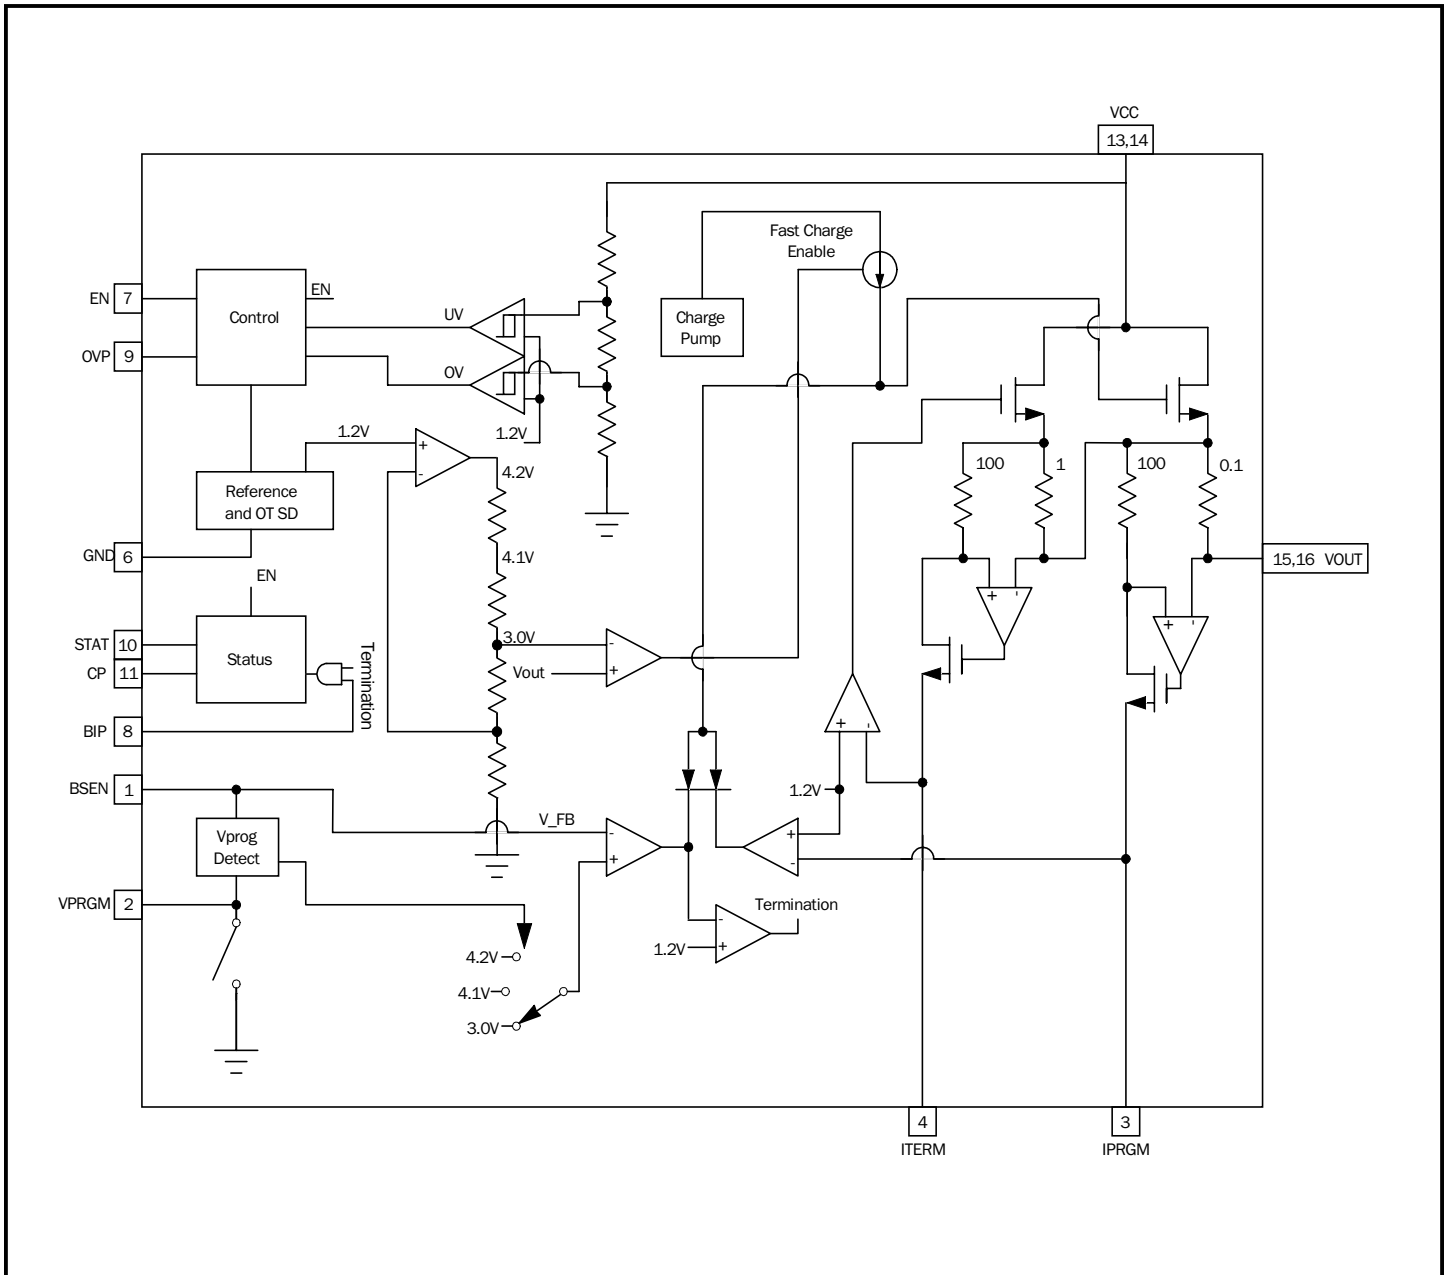 VCC
13,14
Fast Charge
Enable
EN 7
EN
Control
UV
Charge
Pump
OVP 9
OV
1.2V
1.2V
+
-
4.2V
100
1
100
0.1
Reference
and OT SD
GND 6
4.1V
15,16 VOUT
EN
+
-
+
-
STAT 10
Status
Termination
3.0V
-
CP 11
Vout
+
BIP 8
+
-
BSEN 1
1.2V
V_FB
Vprog
Detect
-
+
+
-
VPRGM 2
Termination
-
1.2V
+
4.2V
4.1V
3.0V
4
3
ITERM
IPRGM